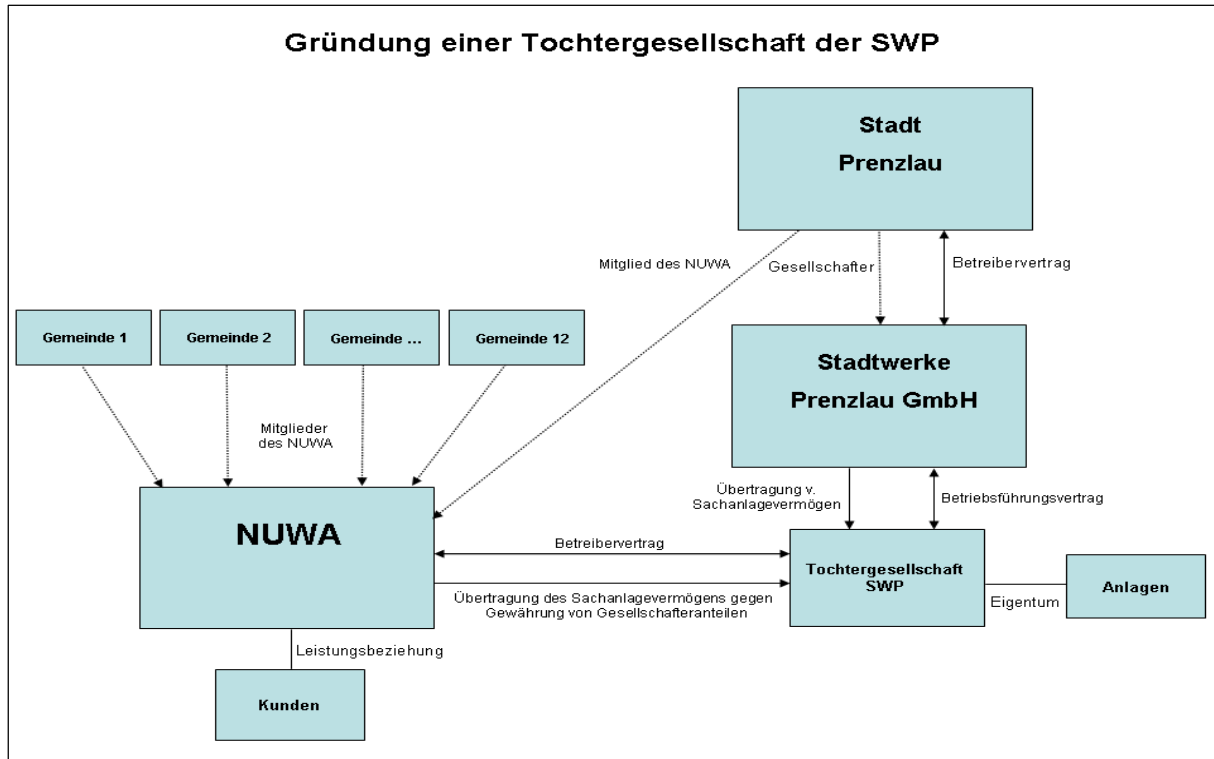 Gründung einer Tochtergesellschaft der SWP
Stadt
Prenzlau
Mitglied des NUWA
Gesellschafter
Betreibervertrag
Gemeinde 1
Gemeinde 2
Gemeinde ...
Gemeinde 12
Stadtwerke
Prenzlau GmbH
Mitglieder
des NUWA
Übertragung v.
Sachanlagevermögen
Betriebsführungsvertrag
NUWA
Betreibervertrag
Tochtergesellschaft
SWP
Eigentum
Anlagen
Übertragung des Sachanlagevermögens gegen
Gewährung von Gesellschafteranteilen
Leistungsbeziehung
Kunden